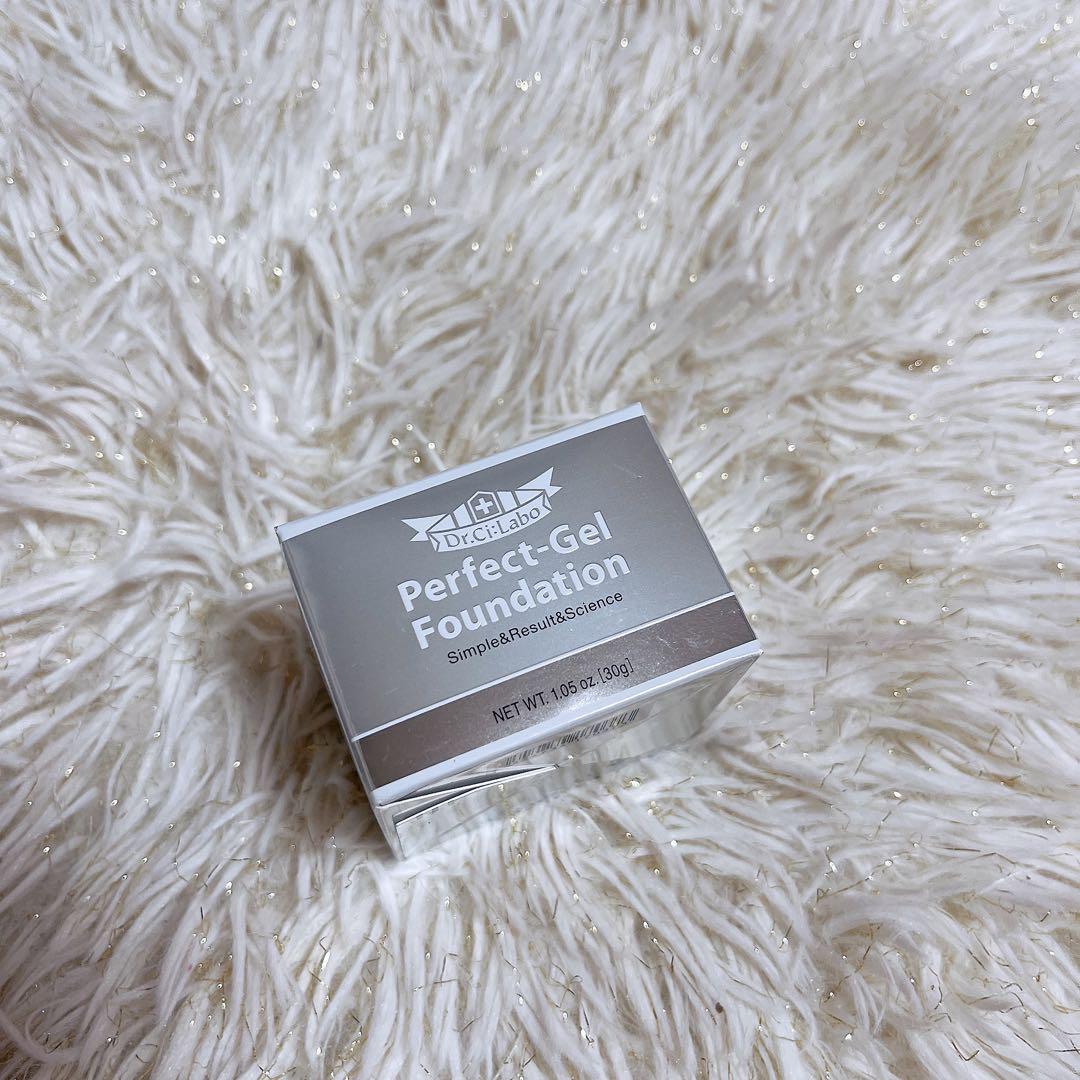 Dr.Ci:Labo
Perfect-Gel
Foundation
Simple&Result&Science
NET WT. 1.05 oz. [30g]